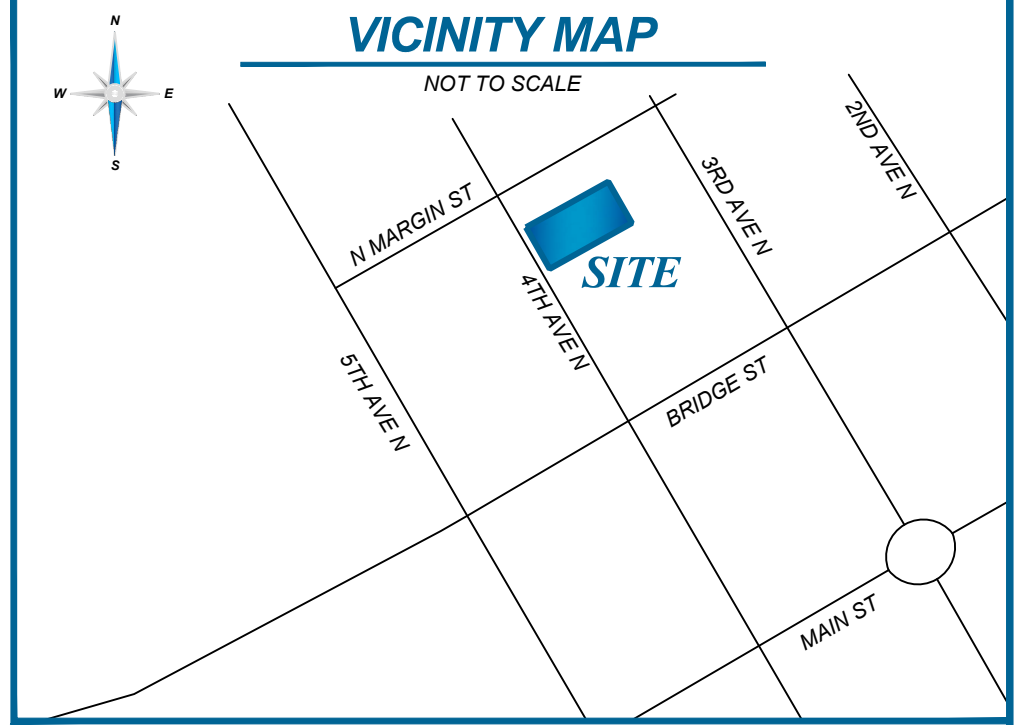 N
VICINITY MAP
NOT TO SCALE
W
E
S
2ND AVE N
3RD AVE N
N MARGIN ST
SITE
4TH AVE N
5TH AVE N
BRIDGE ST
MAIN ST